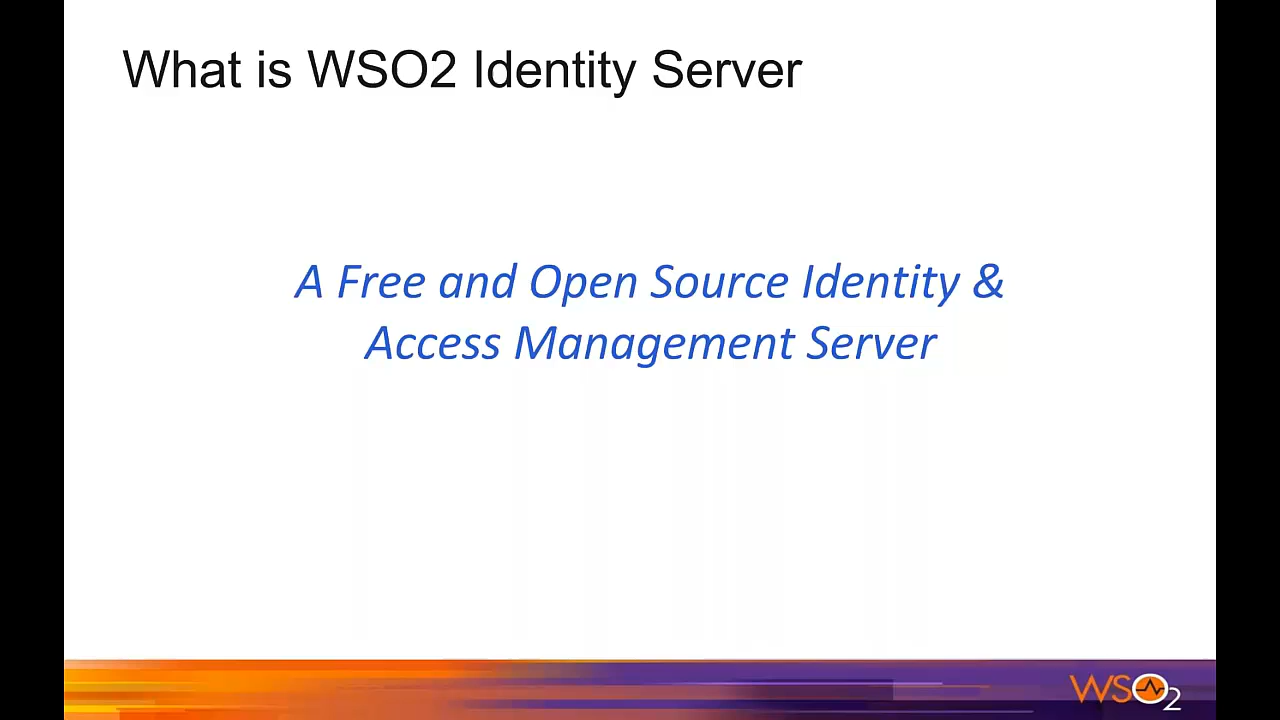 What is WSO2 Identity Server
A Free and Open Source Identity &
Access Management Server
WSO2